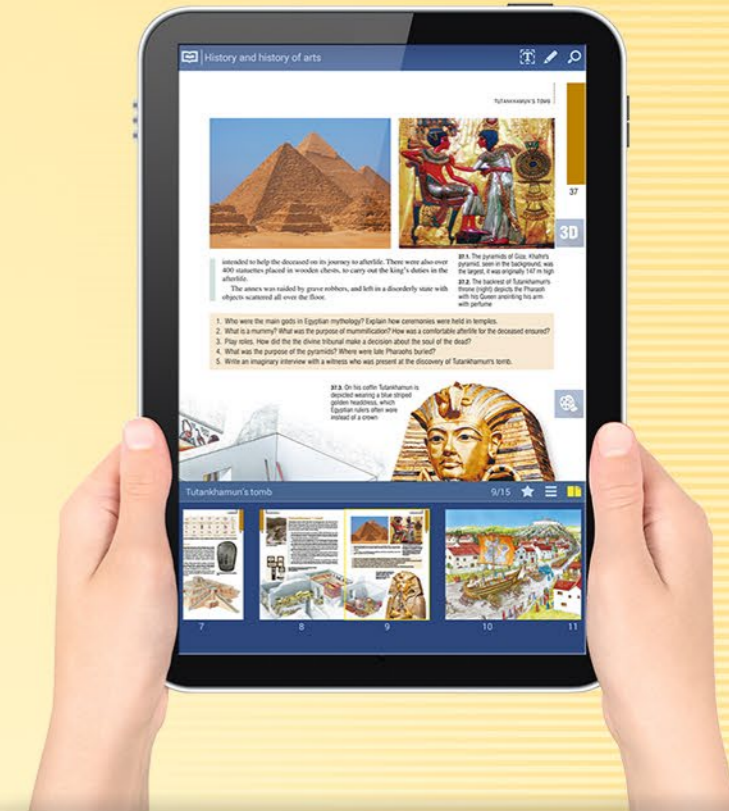 History and history of arts
TUTANKHAMUN'S TOMB
37
3D
intended to help the deceased on its journey to afterlife. There were also over
400 statuettes placed in wooden chests, to carry out the king's duties in the
afterlife.
The annex was raided by grave robbers, and left in a disorderly state with
objects scattered all over the floor.
37.1. The pyramids of Giza. Khafre's
pyramid, seen in the background, was
the largest, it was originally 147 m high
37.2. The backrest of Tutankhamun's
throne (right) depicts the Pharaoh
with his Queen anointing his arm
with perfume
1. Who were the main gods in Egyptian mythology? Explain how ceremonies were held in temples.
2. What is a mummy? What was the purpose of mummification? How was a comfortable afterlife for the deceased ensured?
3. Play roles. How did the the divine tribunal make a decision about the soul of the dead?
4. What was the purpose of the pyramids? Where were late Pharaohs buried?
5. Write an imaginary interview with a witness who was present at the discovery of Tutankhamun's tomb.
37.3. On his coffin Tutankhamun is
depicted wearing a blue striped
golden headdress, which
Egyptian rulers often wore
instead of a crown
Tutankhamun's tomb
9/15
7
8
9
10
11